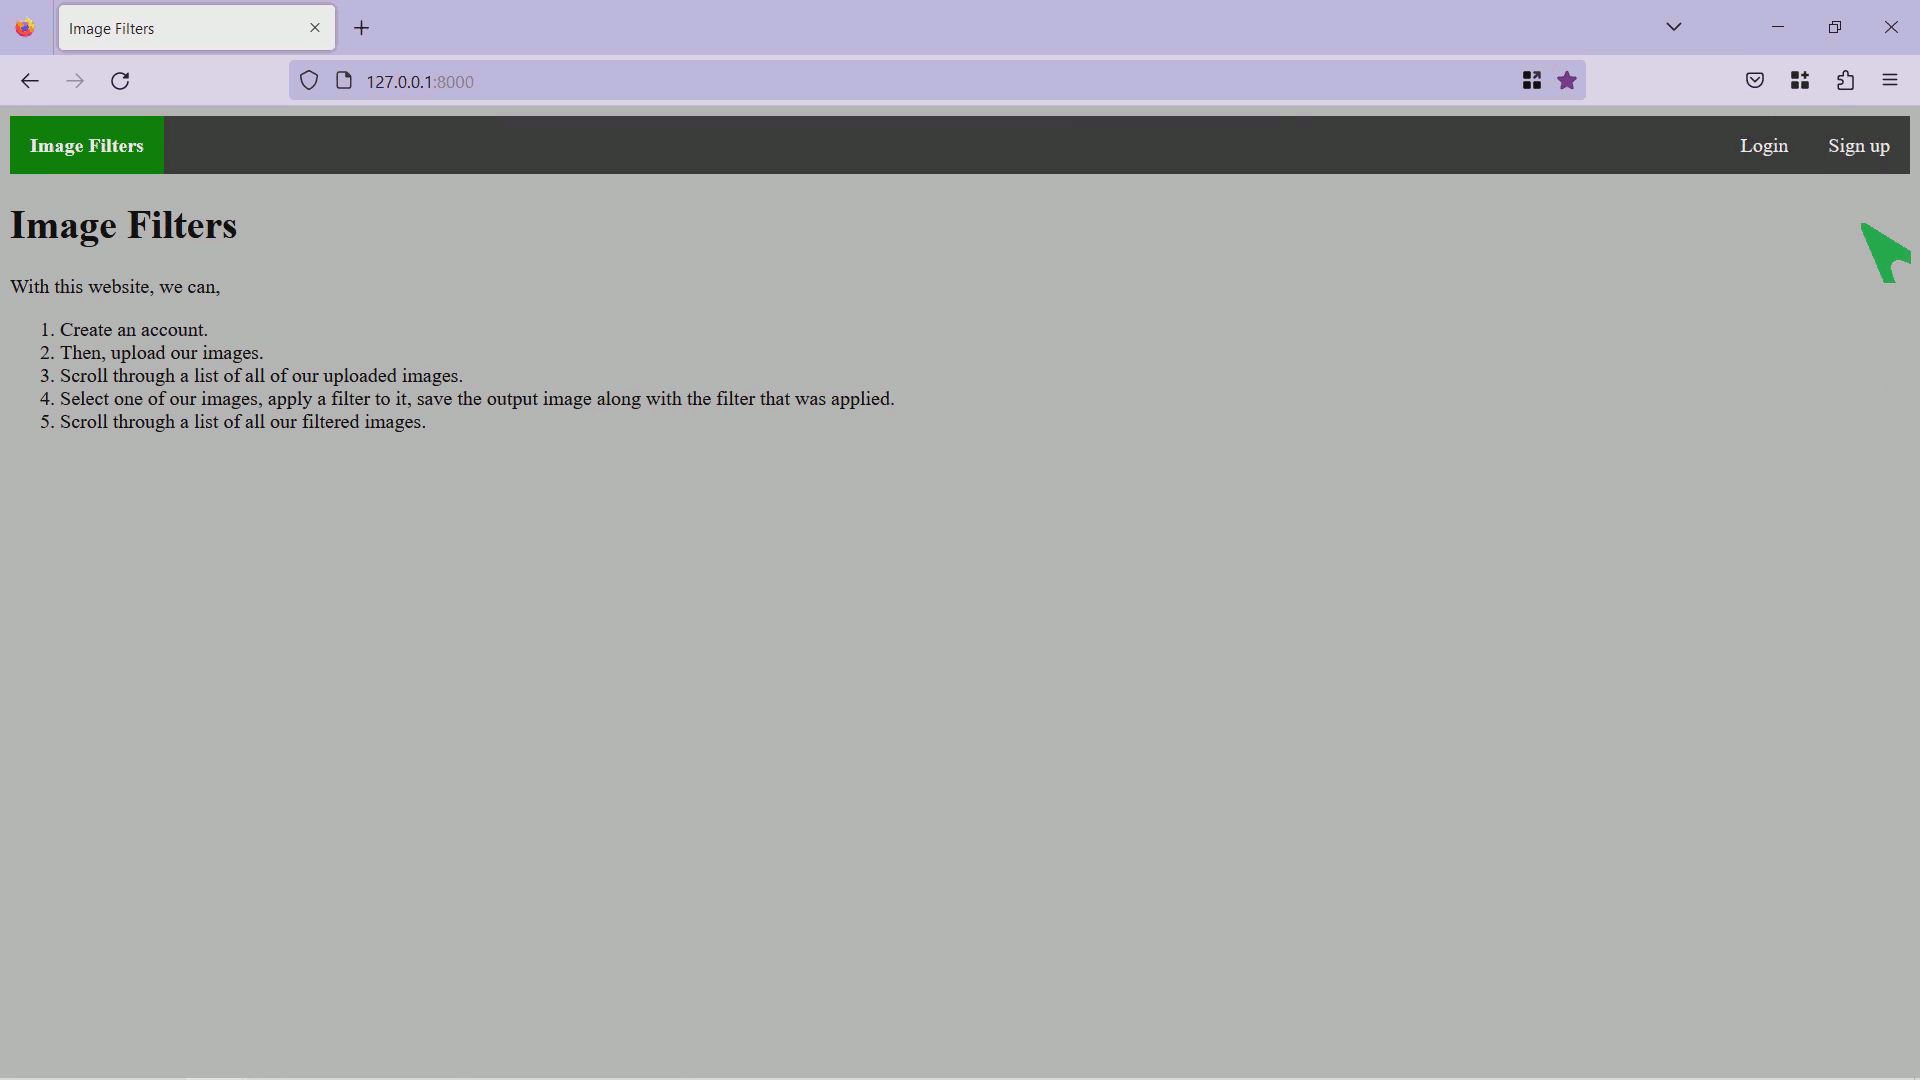 Image Filters
127.0.0.1:8000
Image Filters
Login
Sign up
Image Filters
With this website, we can,
1. Create an account.
2. Then, upload our images.
3. Scroll through a list of all of our uploaded images.
4. Select one of our images, apply a filter to it, save the output image along with the filter that was applied.
5. Scroll through a list of all our filtered images.